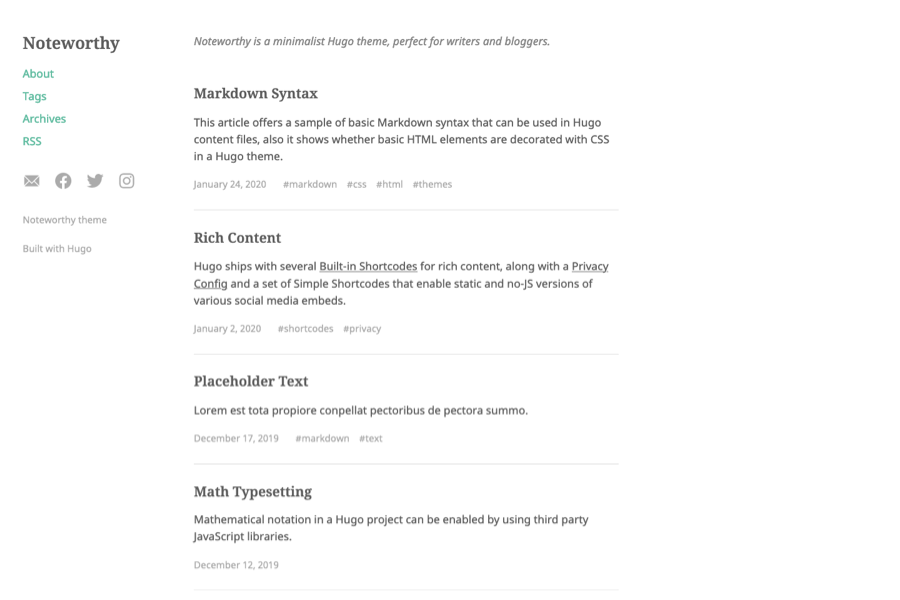 Noteworthy
About
Tags
Archives
RSS
Noteworthy theme
Built with Hugo
Noteworthy is a minimalist Hugo theme, perfect for writers and bloggers.
Markdown Syntax
This article offers a sample of basic Markdown syntax that can be used in Hugo
content files, also it shows whether basic HTML elements are decorated with CSS
in a Hugo theme.
January 24, 2020 #markdown #css #html #themes
Rich Content
Hugo ships with several Built-in Shortcodes for rich content, along with a Privacy
Config and a set of Simple Shortcodes that enable static and no-JS versions of
various social media embeds.
January 2, 2020 #shortcodes #privacy
Placeholder Text
Lorem est tota propiore conpellat pectoribus de pectora summo.
December 17, 2019 #markdown #text
Math Typesetting
Mathematical notation in a Hugo project can be enabled by using third party
JavaScript libraries.
December 12, 2019